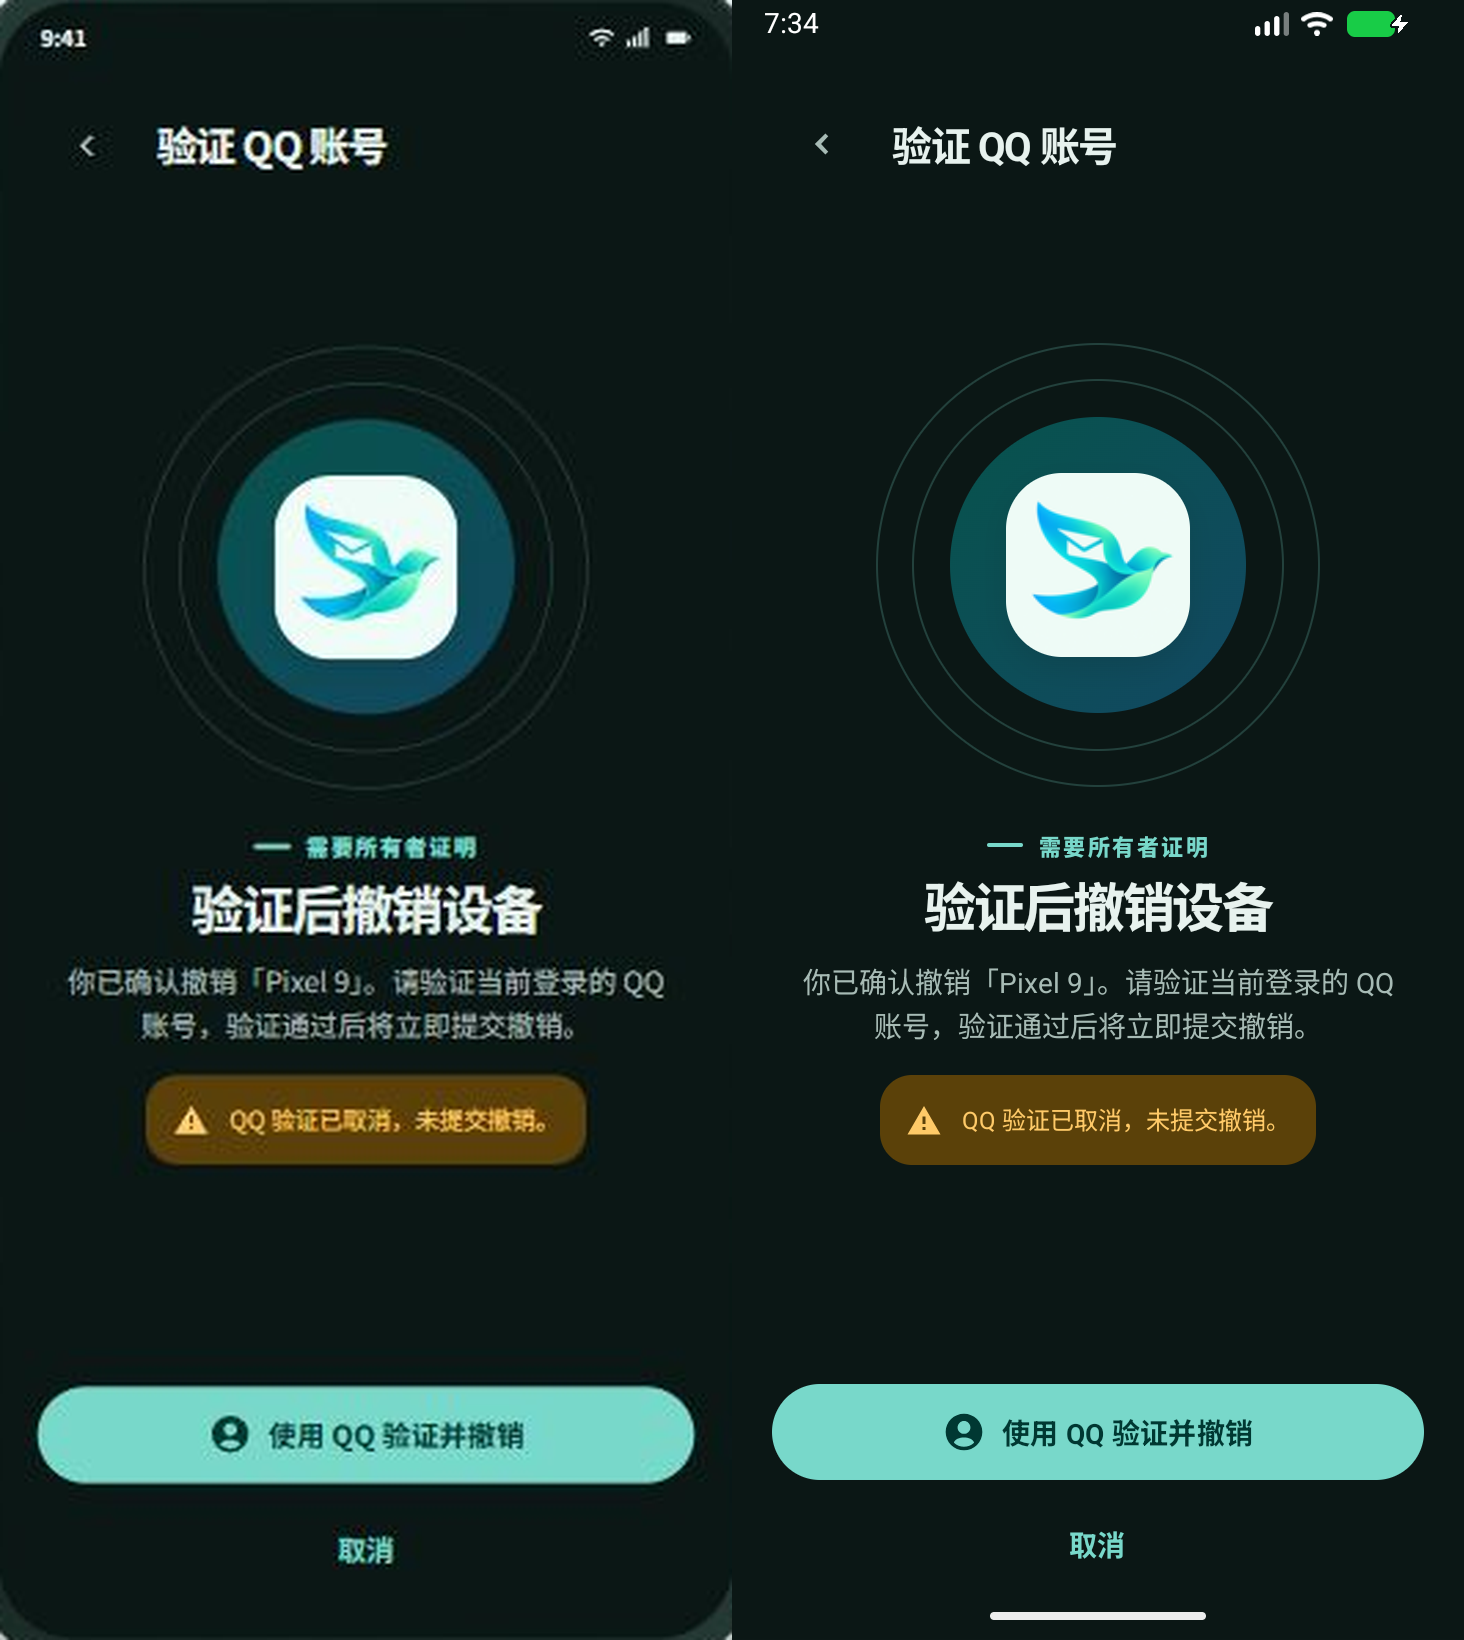 9:41
验证 QQ 账号
需要所有者证明
验证后撤销设备
你已确认撤销「Pixel 9」。请验证当前登录的 QQ
账号，验证通过后将立即提交撤销。
QQ 验证已取消，未提交撤销。
使用 QQ 验证并撤销
取消
7:34
验证 QQ 账号
需要所有者证明
验证后撤销设备
你已确认撤销「Pixel 9」。请验证当前登录的 QQ
账号，验证通过后将立即提交撤销。
QQ 验证已取消，未提交撤销。
使用 QQ 验证并撤销
取消